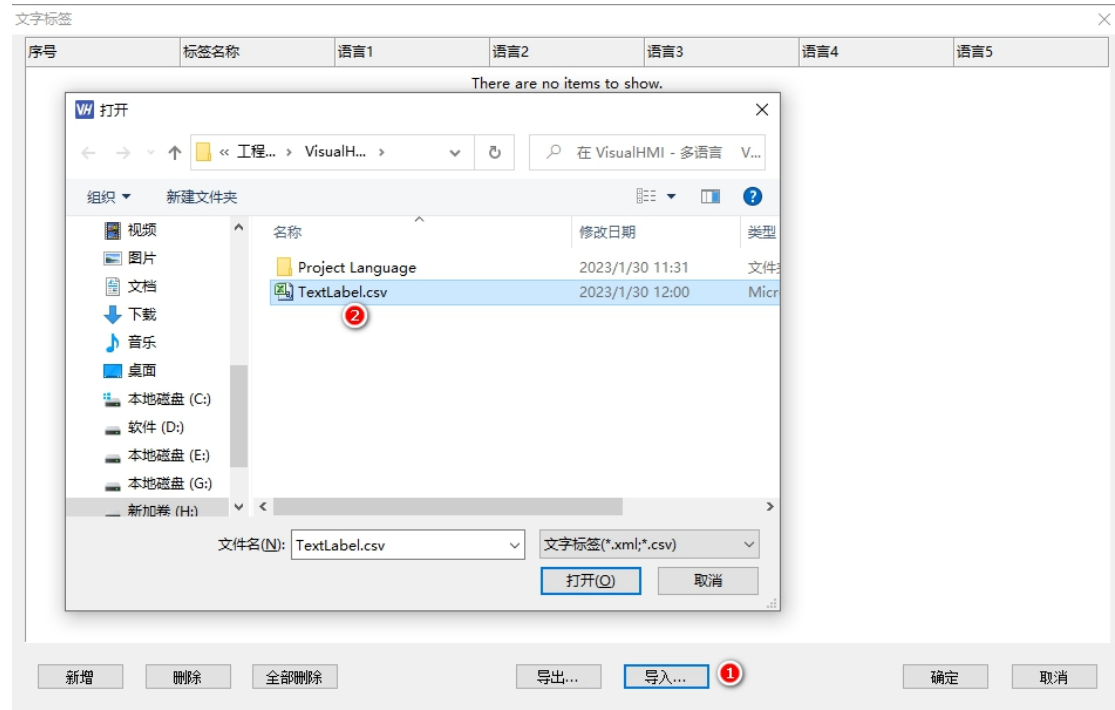 文字标签
序号 标签名称 语言1 语言2 语言3 语言4 语言5
There are no items to show.
打开
« 工程... › VisualH... ›
在 VisualHMI - 多语言 V...
组织 新建文件夹
名称 修改日期 类型
视频
图片
文档
下载
音乐
桌面
本地磁盘 (C:)
软件 (D:)
本地磁盘 (E:)
本地磁盘 (G:)
新加卷 (H:)
Project Language 2023/1/30 11:31 文件
TextLabel.csv 2023/1/30 12:00 Micr
2
文件名(N): TextLabel.csv 文字标签(*.xml;*.csv)
打开(O) 取消
新增 删除 全部删除 导出... 导入... 1 确定 取消